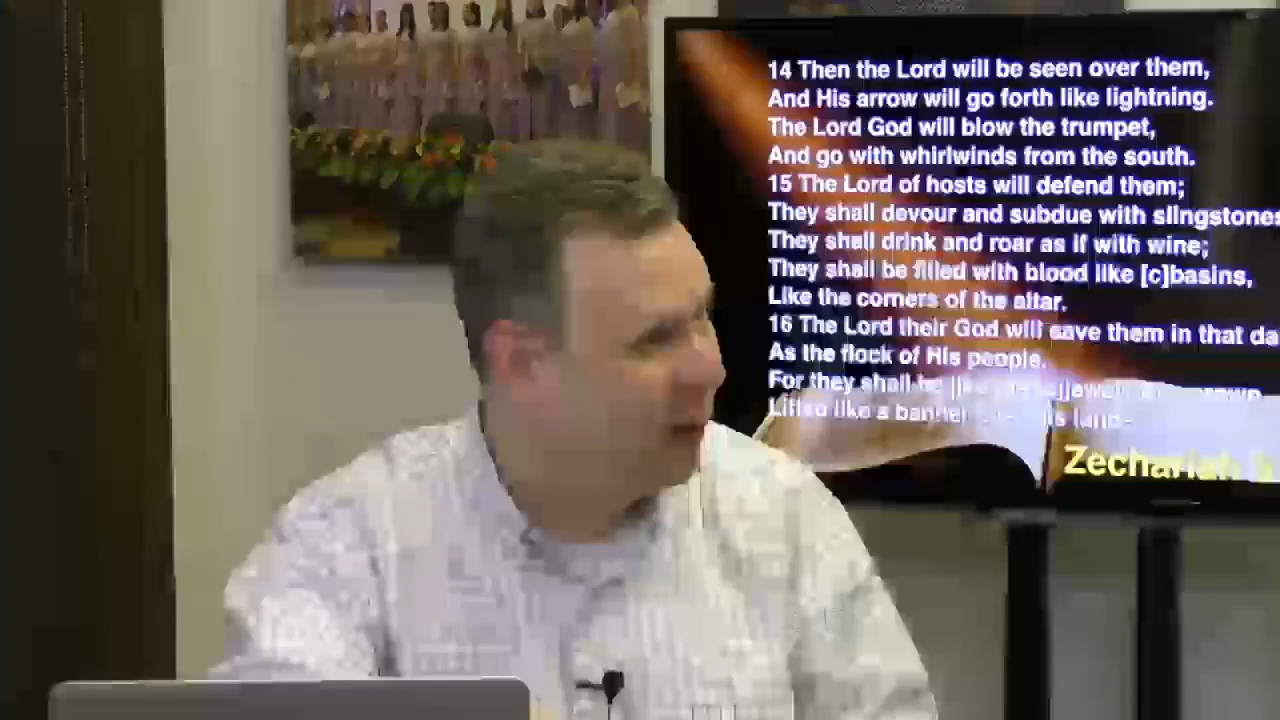 14 Then the Lord will be seen over them,
And His arrow will go forth like lightning.
The Lord God will blow the trumpet,
And go with whirlwinds from the south.
15 The Lord of hosts will defend them;
They shall devour and subdue with slingstones
They shall drink and roar as if with wine;
They shall be filled with blood like [c]basins,
Like the corners of the altar.
16 The Lord their God will save them in that da
As the flock of His people.
For they shall be like
Lifted like a banner
Zechariah